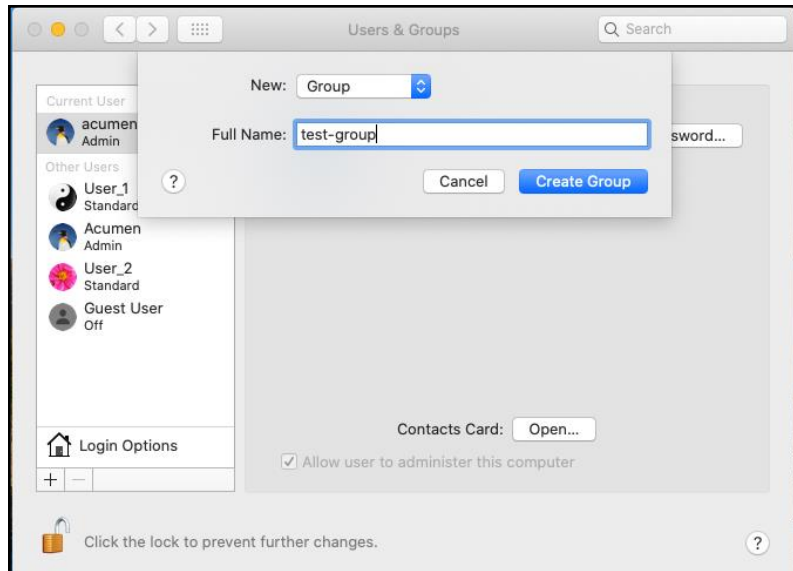 Users & Groups
Search
New: Group
Full Name: test-group
? Cancel Create Group
Current User
acumen
Admin
sword...
Other Users
User_1
Standard
Acumen
Admin
User_2
Standard
Guest User
Off
Login Options
+ −
Contacts Card: Open...
Allow user to administer this computer
Click the lock to prevent further changes. ?